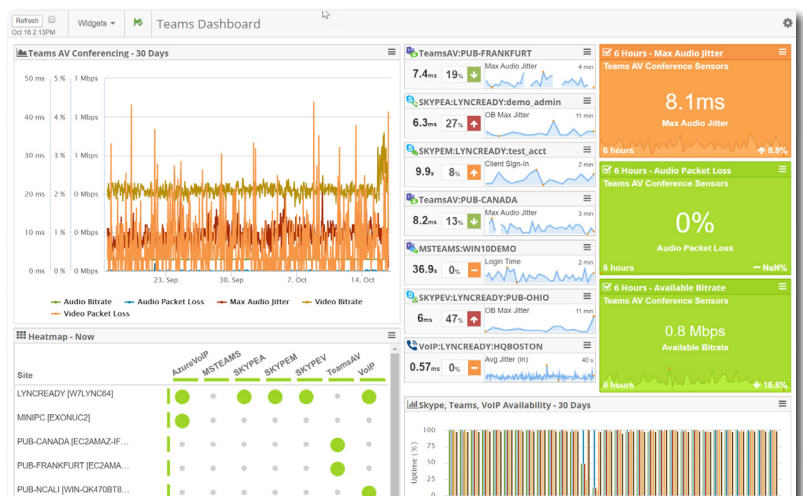 Refresh
Oct 16 2:13PM
Widgets
Teams Dashboard
Teams AV Conferencing - 30 Days
50 ms 5 % 1 Mbps
40 ms 4 % 1 Mbps
30 ms 3 % 1 Mbps
20 ms 2 % 0 Mbps
10 ms 1 % 0 Mbps
0 ms 0 % 0 Mbps
23. Sep 30. Sep 7. Oct 14. Oct
Audio Bitrate Audio Packet Loss Max Audio Jitter Video Bitrate
Video Packet Loss
Heatmap - Now
Site AzureVoIP MSTEAMS SKYPEA SKYPEM SKYPEV TeamsAV VoIP
LYNCREADY [W7LYNC64]
MINIPC [EXONUC2]
PUB-CANADA [EC2AMAZ-IF...
PUB-FRANKFURT [EC2AMA...
PUB-NCALI [WIN-QK470BT8...
TeamsAV:PUB-FRANKFURT
7.4ms 19% Max Audio Jitter 4 min
SKYPEA:LYNCREADY:demo_admin
6.3ms 27% OB Max Jitter 11 min
SKYPEM:LYNCREADY:test_acct
9.9s 8% Client Sign-In 2 min
TeamsAV:PUB-CANADA
8.2ms 13% Max Audio Jitter 3 min
MSTEAMS:WIN10DEMO
36.9s 0% Login Time 2 min
SKYPEV:LYNCREADY:PUB-OHIO
6ms 47% OB Max Jitter 11 min
VoIP:LYNCREADY:HQBOSTON
0.57ms 0% Avg Jitter (in) 40 s
6 Hours - Max Audio Jitter
Teams AV Conference Sensors
8.1ms
Max Audio Jitter
6 hours 8.8%
6 Hours - Audio Packet Loss
Teams AV Conference Sensors
0%
Audio Packet Loss
6 hours NaN%
6 Hours - Available Bitrate
Teams AV Conference Sensors
0.8 Mbps
Available Bitrate
6 hours 18.6%
Skype, Teams, VoIP Availability - 30 Days
Uptime (%)
100
75
50
25
0